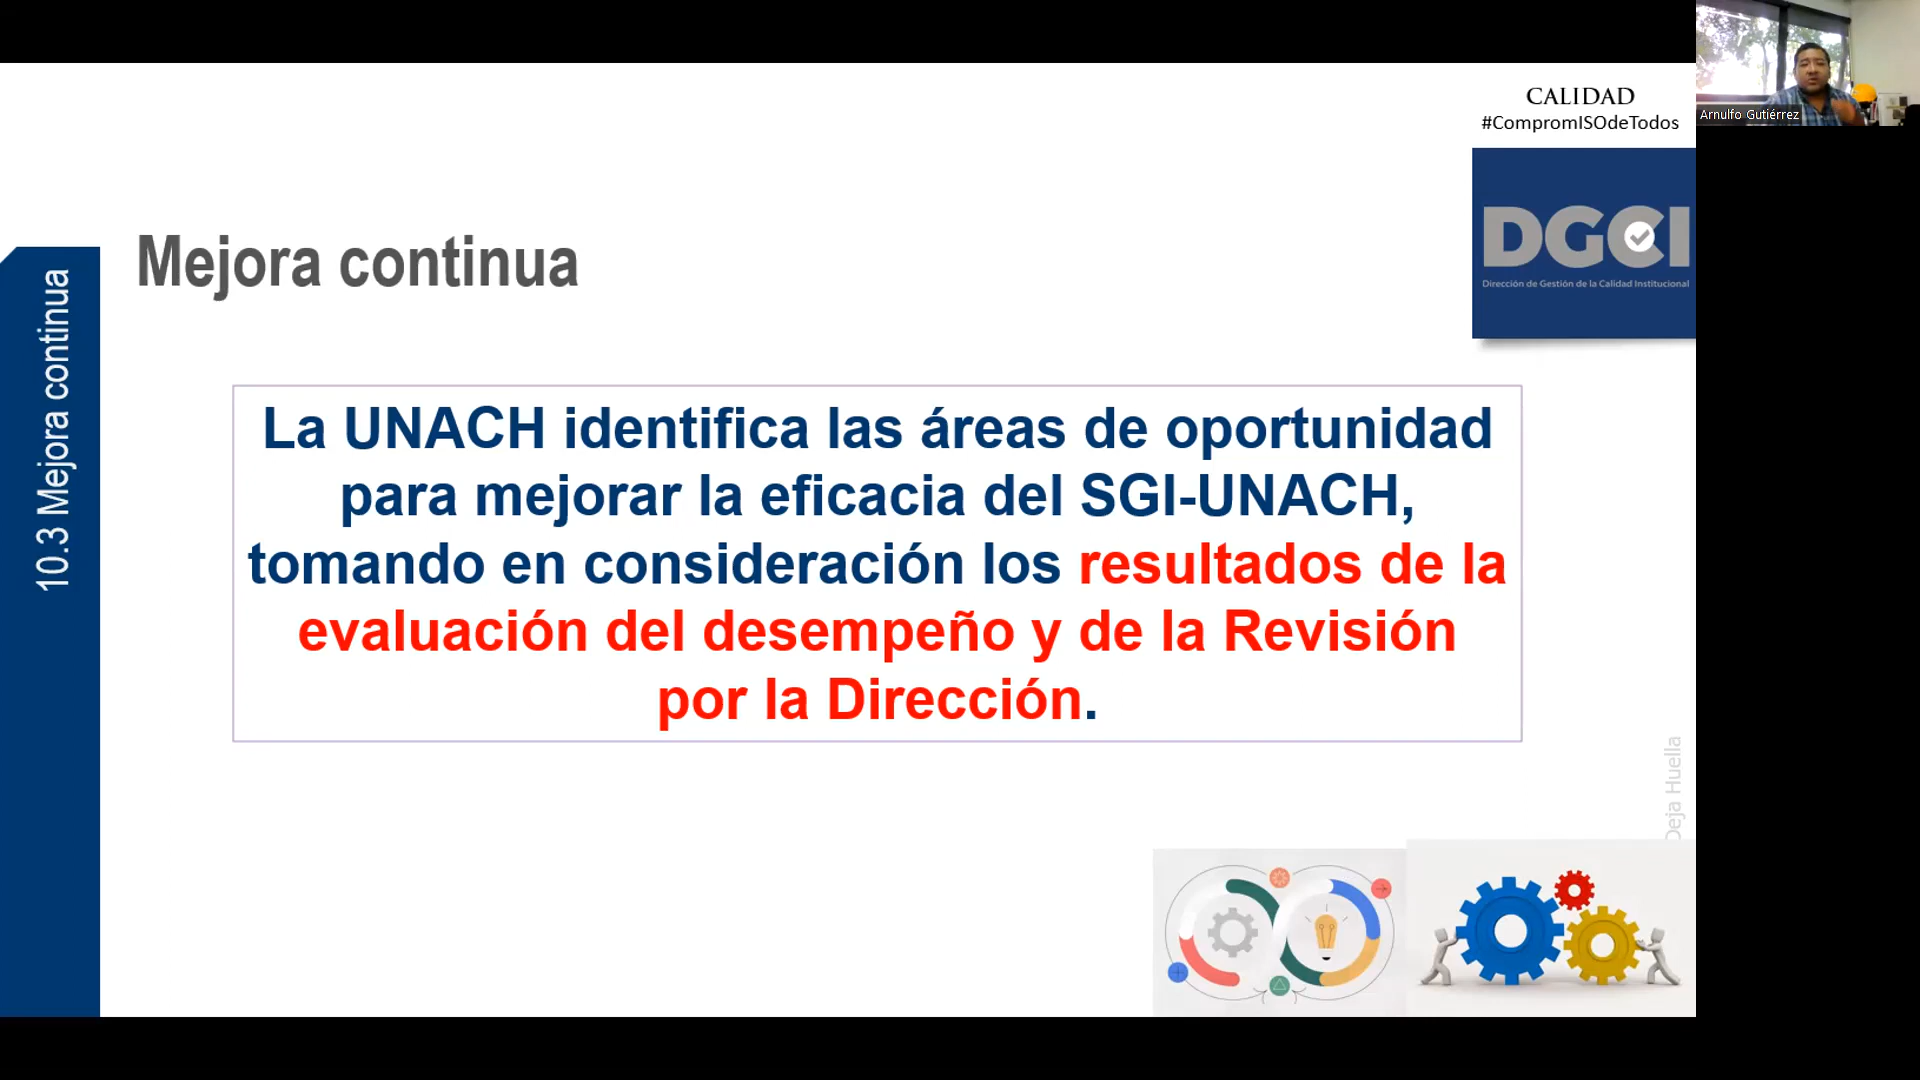 CALIDAD
#CompromISOdeTodos
Arnulfo Gutiérrez
DGCI
Dirección de Gestión de la Calidad Institucional
Mejora continua
10.3 Mejora continua
La UNACH identifica las áreas de oportunidad
para mejorar la eficacia del SGI-UNACH,
tomando en consideración los resultados de la
evaluación del desempeño y de la Revisión
por la Dirección.
Deja Huella